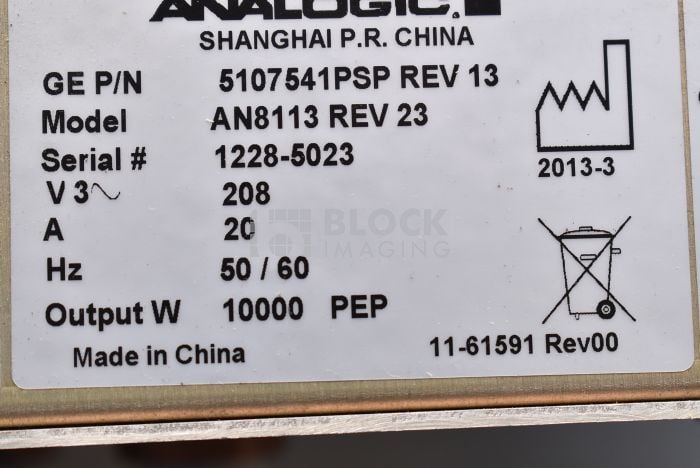 ANALOGIC.
SHANGHAI P.R. CHINA
GE P/N 5107541PSP REV 13
Model AN8113 REV 23
Serial # 1228-5023
2013-3
V 3~ 208
A 20
BLOCK
IMAGING
Hz 50 / 60
Output W 10000 PEP
Made in China
11-61591 Rev00